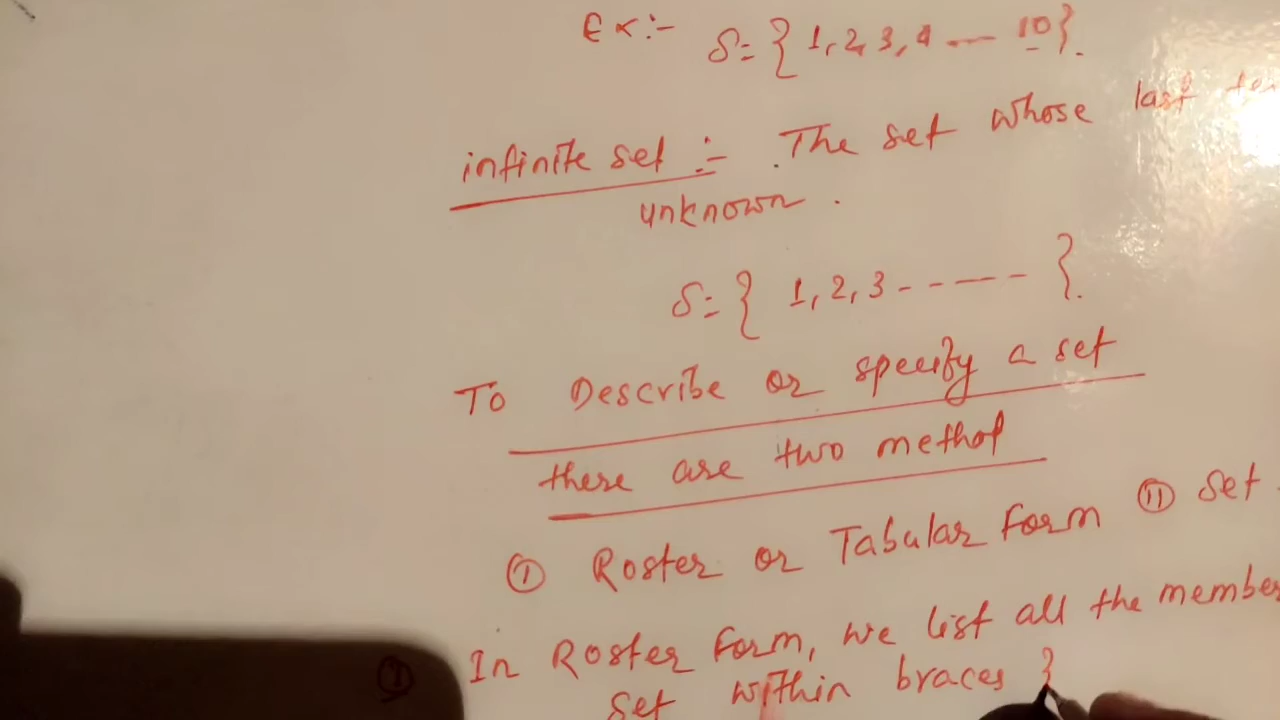 Ex:- S={1,2,3,4 --- 10}.
infinite set :- The set whose last
unknown.
S={ 1,2,3------ }.
To Describe or specify a set
there are two method
(I) Roster or Tabular Form (II) Set
(I) In Roster Form, we list all the member
set within braces }